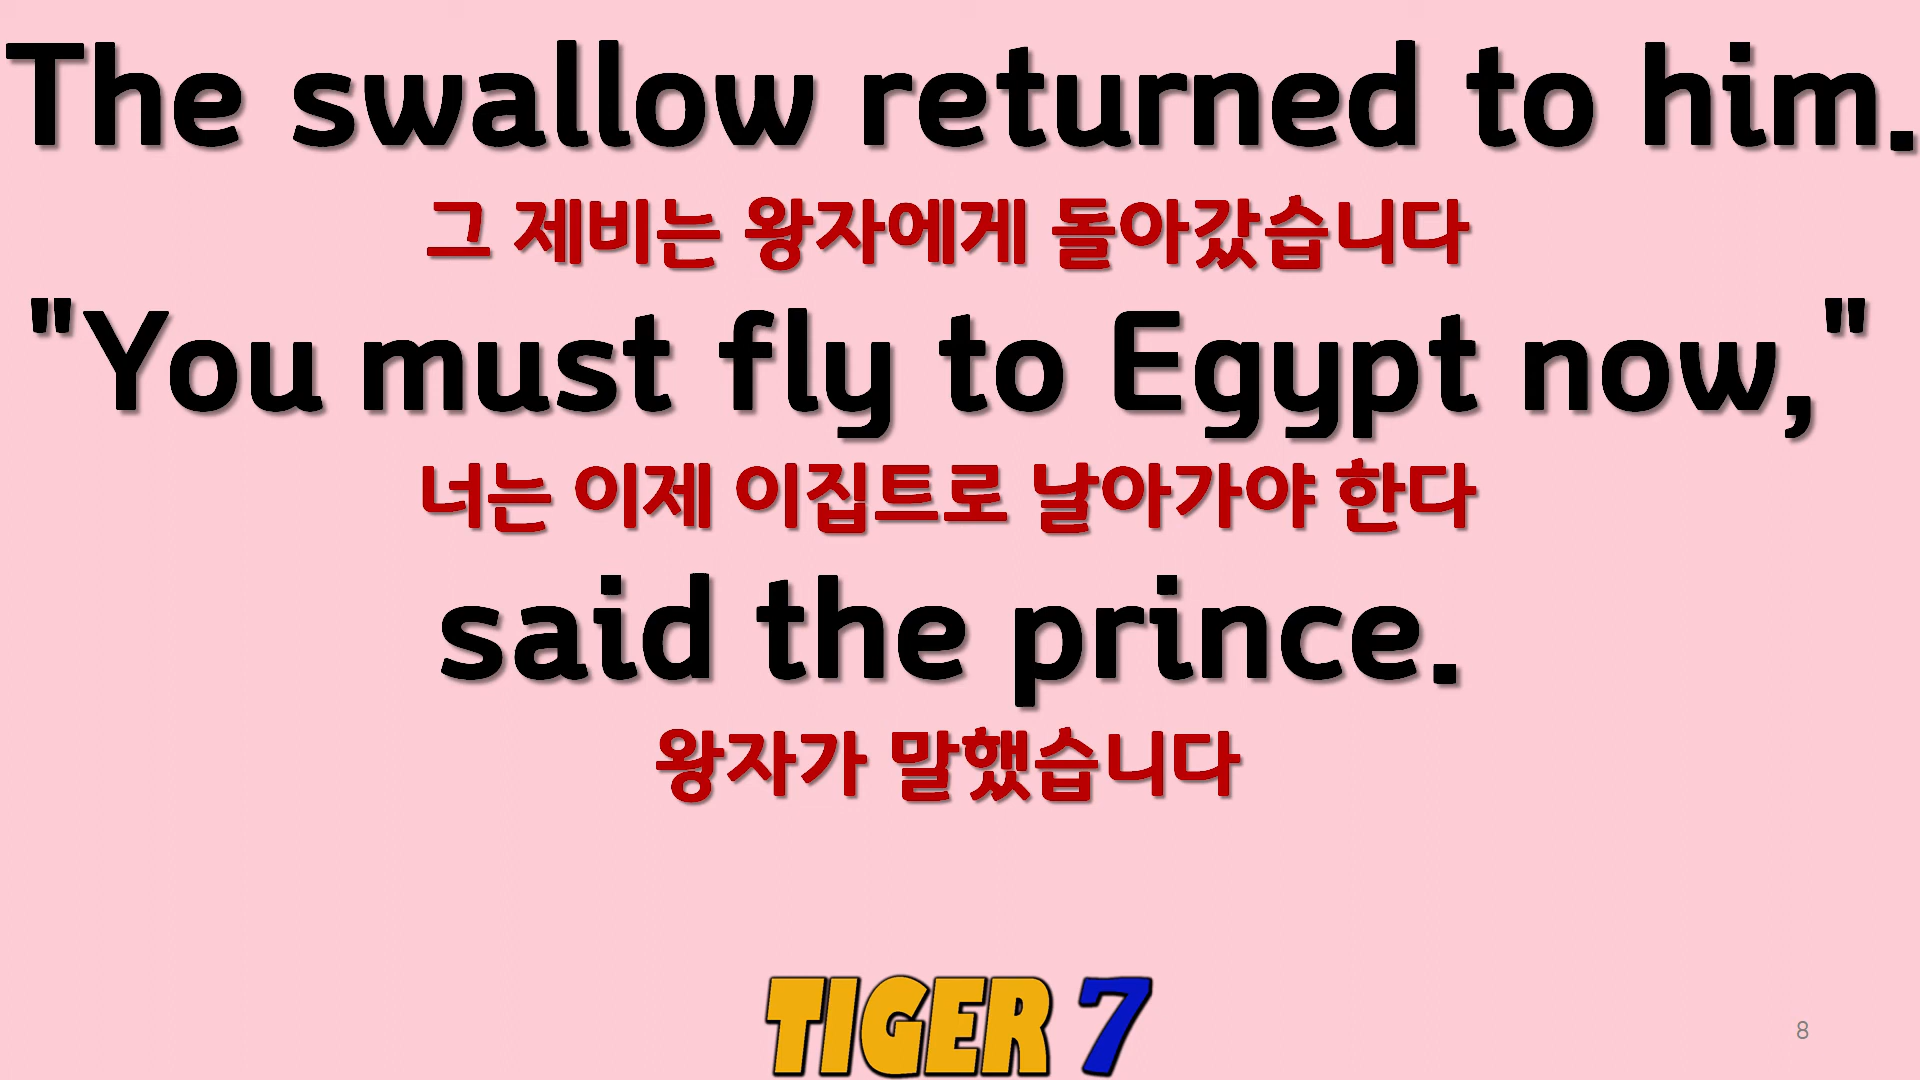 The swallow returned to him.
그 제비는 왕자에게 돌아갔습니다
"You must fly to Egypt now,"
너는 이제 이집트로 날아가야 한다
said the prince.
왕자가 말했습니다
TIGER 7
8